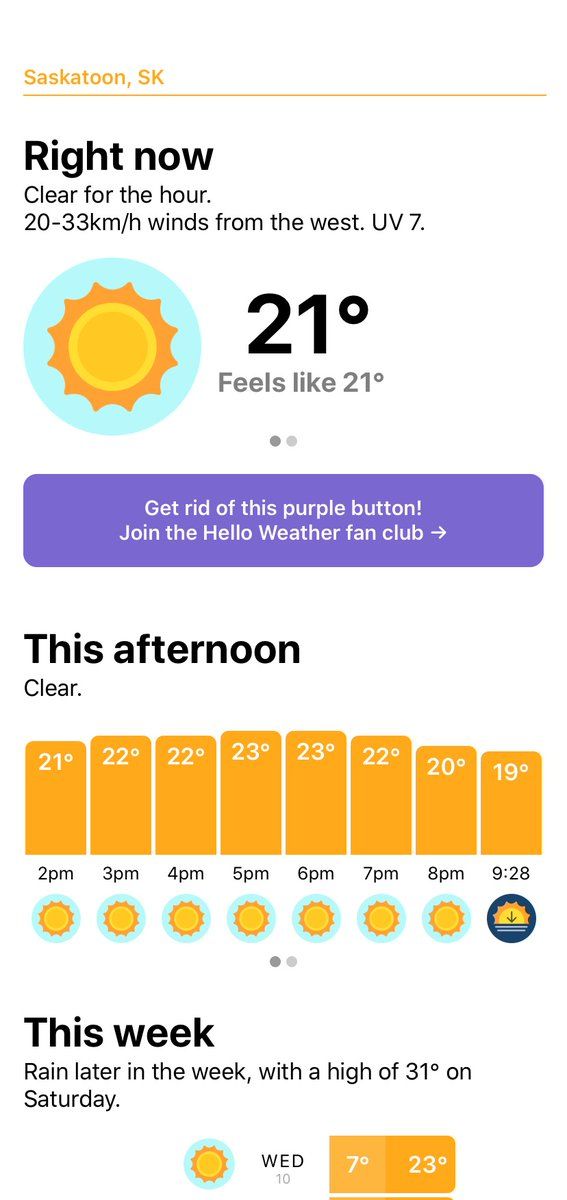 Saskatoon, SK
Right now
Clear for the hour.
20-33km/h winds from the west. UV 7.
21°
Feels like 21°
Get rid of this purple button!
Join the Hello Weather fan club →
This afternoon
Clear.
21° 22° 22° 23° 23° 22° 20° 19°
2pm 3pm 4pm 5pm 6pm 7pm 8pm 9:28
This week
Rain later in the week, with a high of 31° on
Saturday.
WED 7° 23°
10